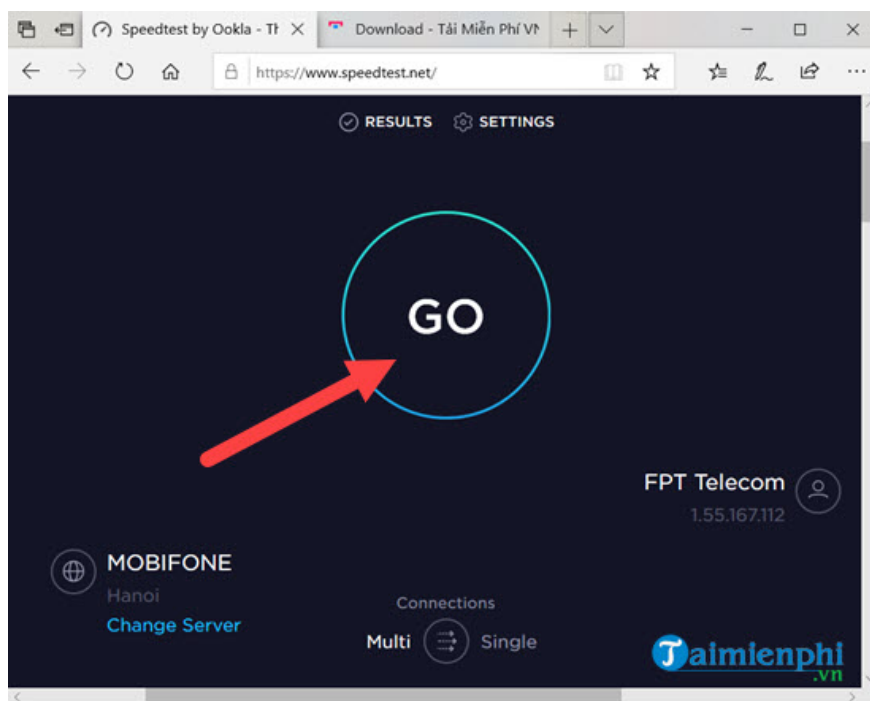 Speedtest by Ookla - Th
Download - Tải Miễn Phí VN
https://www.speedtest.net/
RESULTS SETTINGS
GO
FPT Telecom
1.55.167.112
MOBIFONE
Hanoi
Change Server
Connections
Multi Single
Taimienphi
.vn